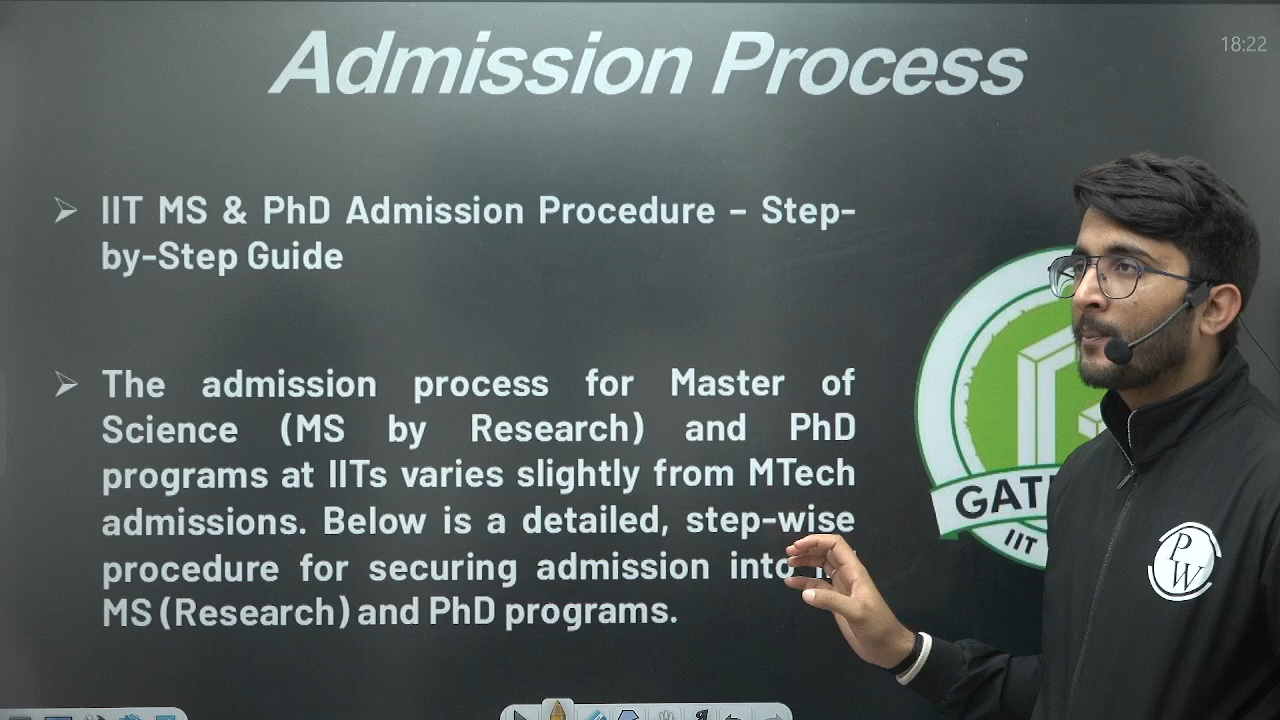 Admission Process
18:22
➢ IIT MS & PhD Admission Procedure – Step-
by-Step Guide
➢ The admission process for Master of
Science (MS by Research) and PhD
programs at IITs varies slightly from MTech
admissions. Below is a detailed, step-wise
procedure for securing admission into
MS (Research) and PhD programs.
IIT
PW